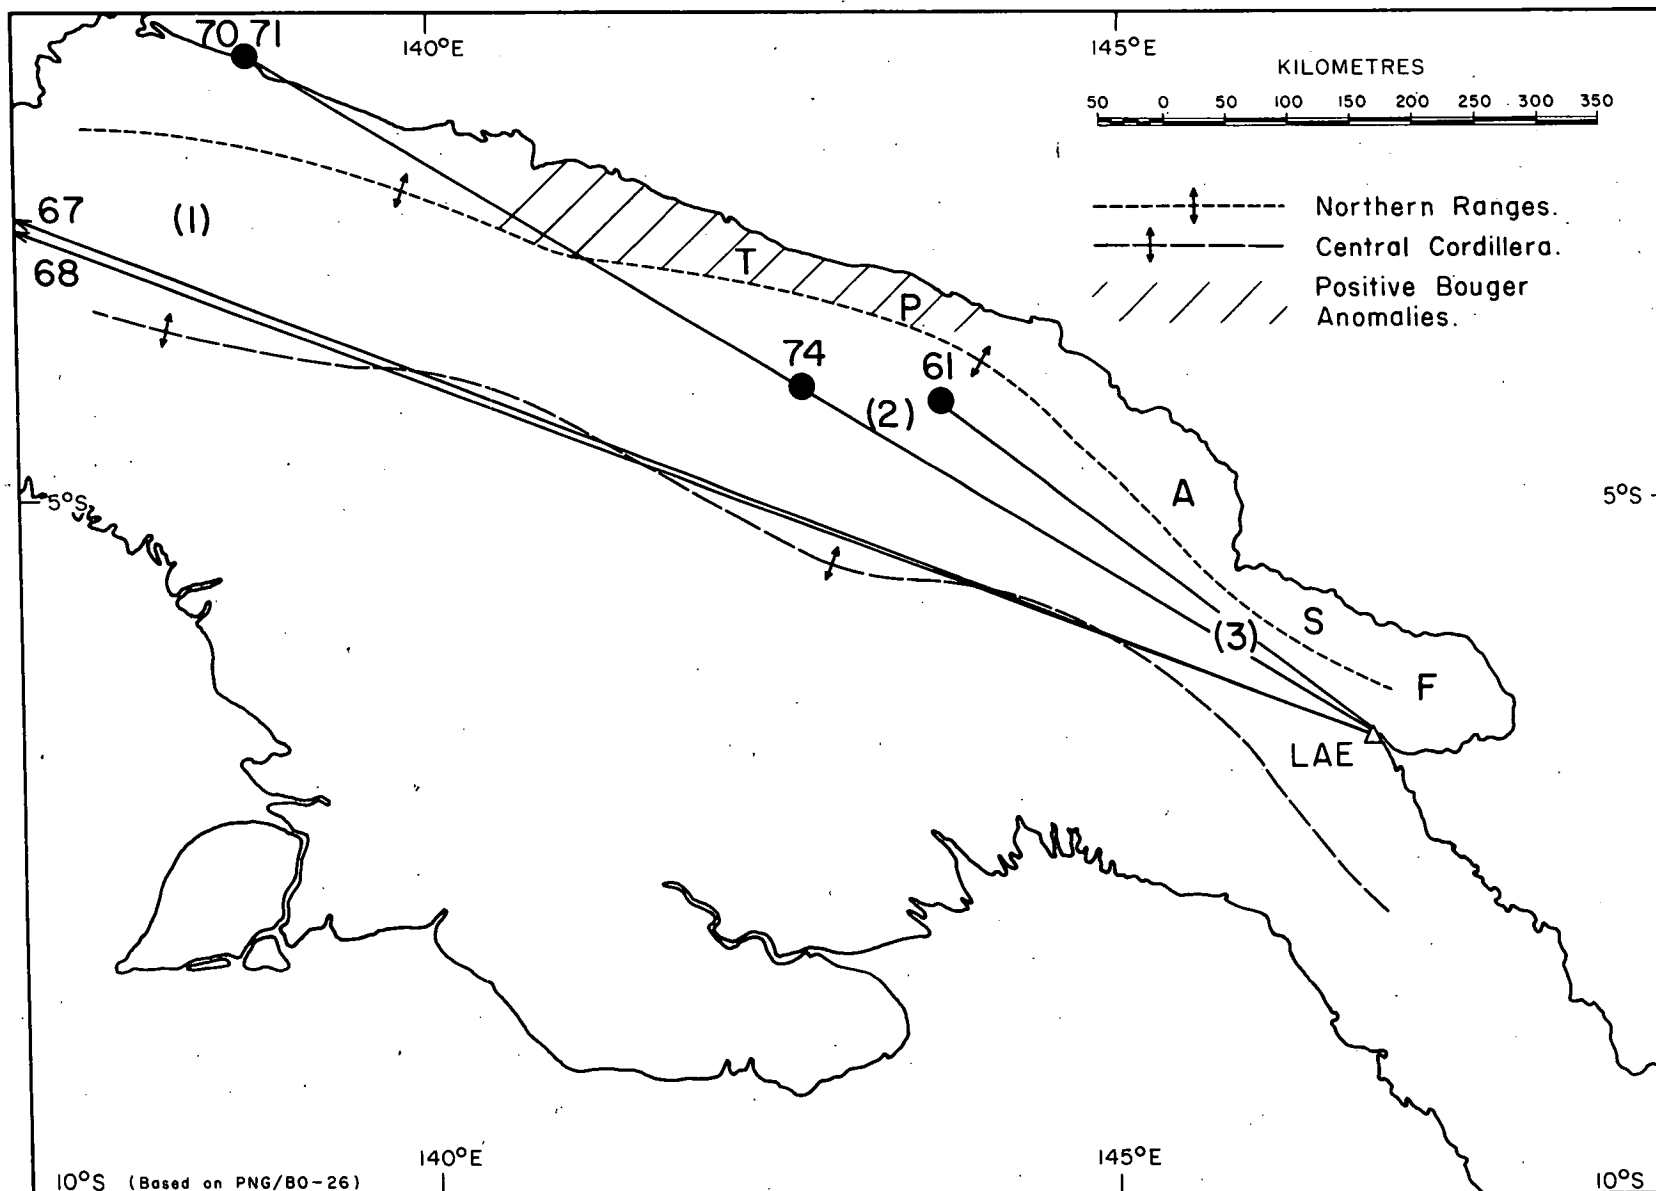 70 71
140°E
145°E
KILOMETRES
50 0 50 100 150 200 250 300 350
67
(1)
68
Northern Ranges.
Central Cordillera.
Positive Bouger
Anomalies.
T
P
74
61
(2)
5°S
5°S
A
(3)
S
F
LAE
140°E
145°E
10°S (Based on PNG/BO-26)
10°S